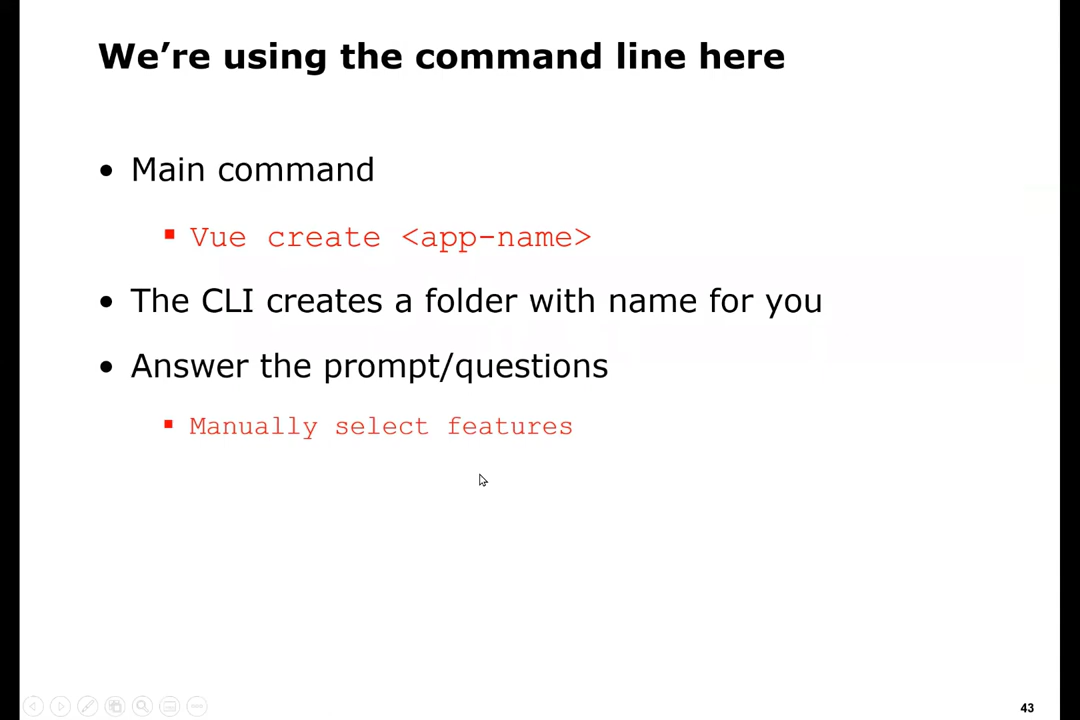 We’re using the command line here
• Main command
▪ Vue create <app-name>
• The CLI creates a folder with name for you
• Answer the prompt/questions
▪ Manually select features
43